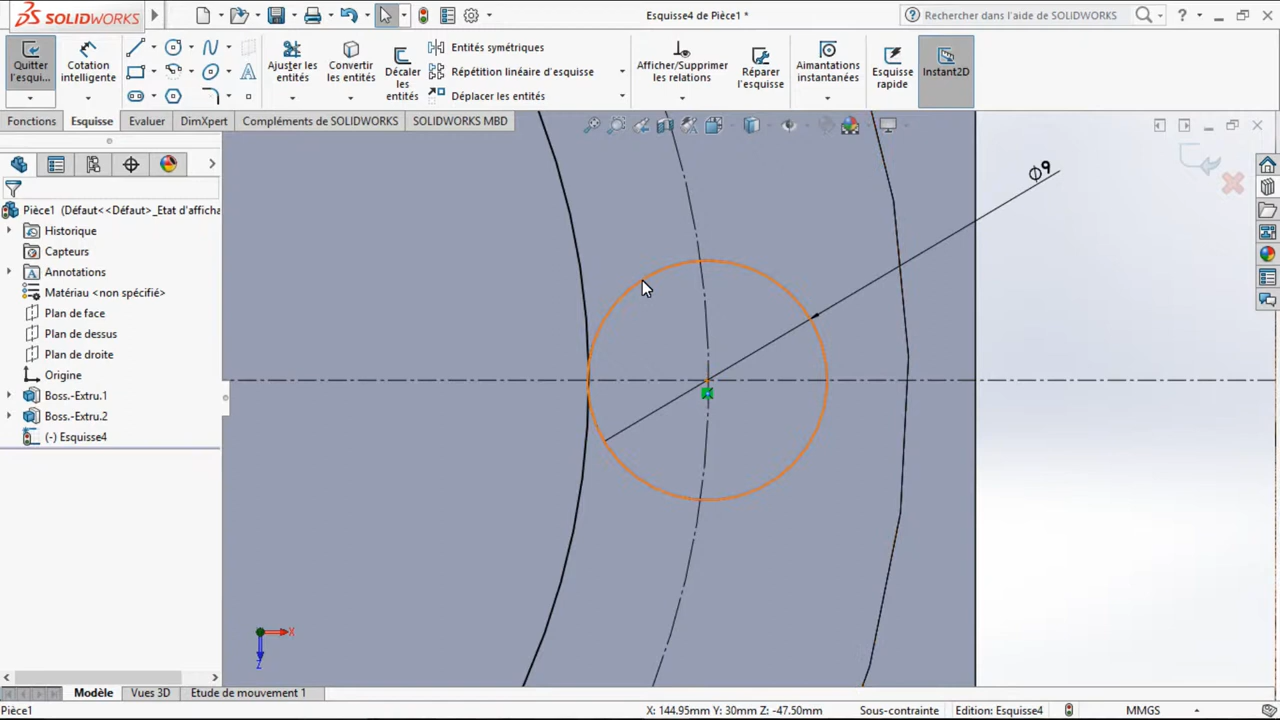 SOLIDWORKS
Esquisse4 de Pièce1 *
Rechercher dans l'aide de SOLIDWORKS
?
Quitter l'esqui...
Cotation intelligente
Ajuster les entités
Convertir les entités
Décaler les entités
Entités symétriques
Répétition linéaire d'esquisse
Déplacer les entités
Afficher/Supprimer les relations
Réparer l'esquisse
Aimantations instantanées
Esquisse rapide
Instant2D
Fonctions
Esquisse
Evaluer
DimXpert
Compléments de SOLIDWORKS
SOLIDWORKS MBD
Pièce1 (Défaut<<Défaut>_Etat d'afficha
Historique
Capteurs
Annotations
Matériau <non spécifié>
Plan de face
Plan de dessus
Plan de droite
Origine
Boss.-Extru.1
Boss.-Extru.2
(-) Esquisse4
Φ9
X
Z
Modèle
Vues 3D
Etude de mouvement 1
Pièce1
X: 144.95mm Y: 30mm Z: -47.50mm
Sous-contrainte
Edition: Esquisse4
MMGS